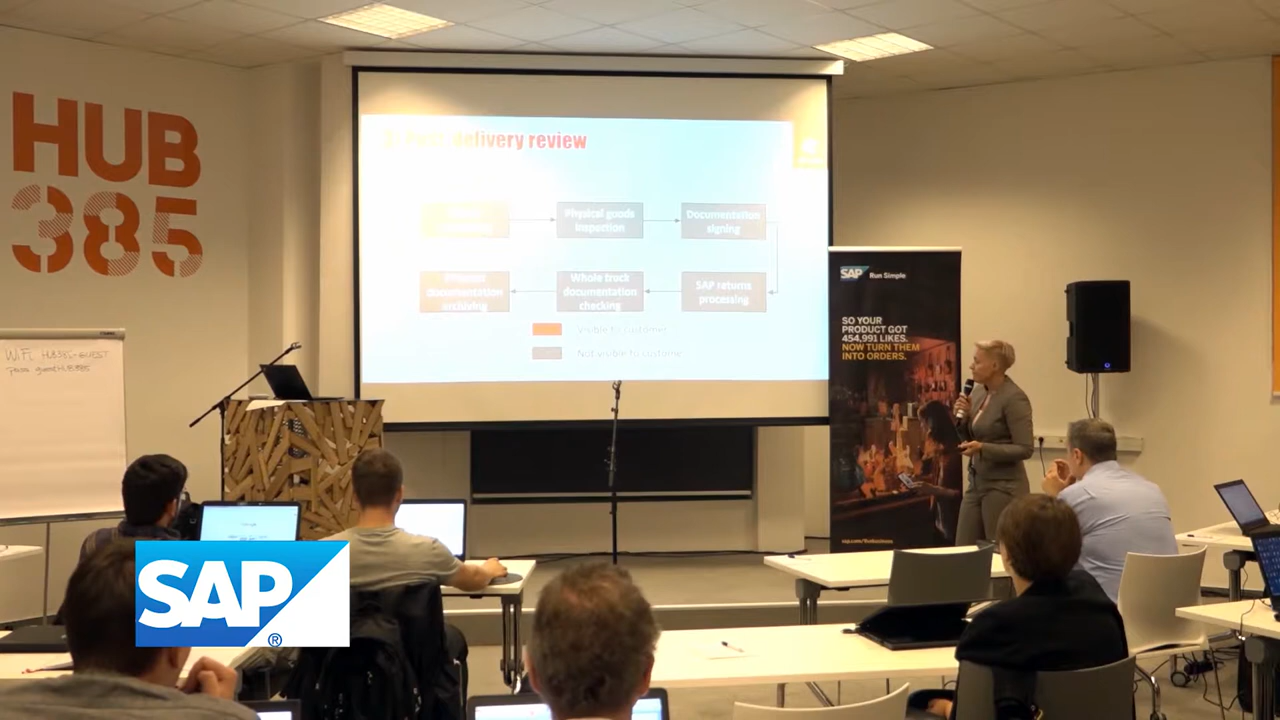 HUB
385
delivery review
Physical goods
inspection
Documentation
signing
documentation
archiving
Whole truck
documentation
checking
SAP returns
processing
Visible to customer
Not visible to custome
WiFi HUB385-GUEST
pass
SAP Run Simple
SO YOUR
PRODUCT GOT
454,991 LIKES.
NOW TURN THEM
INTO ORDERS.
SAP®